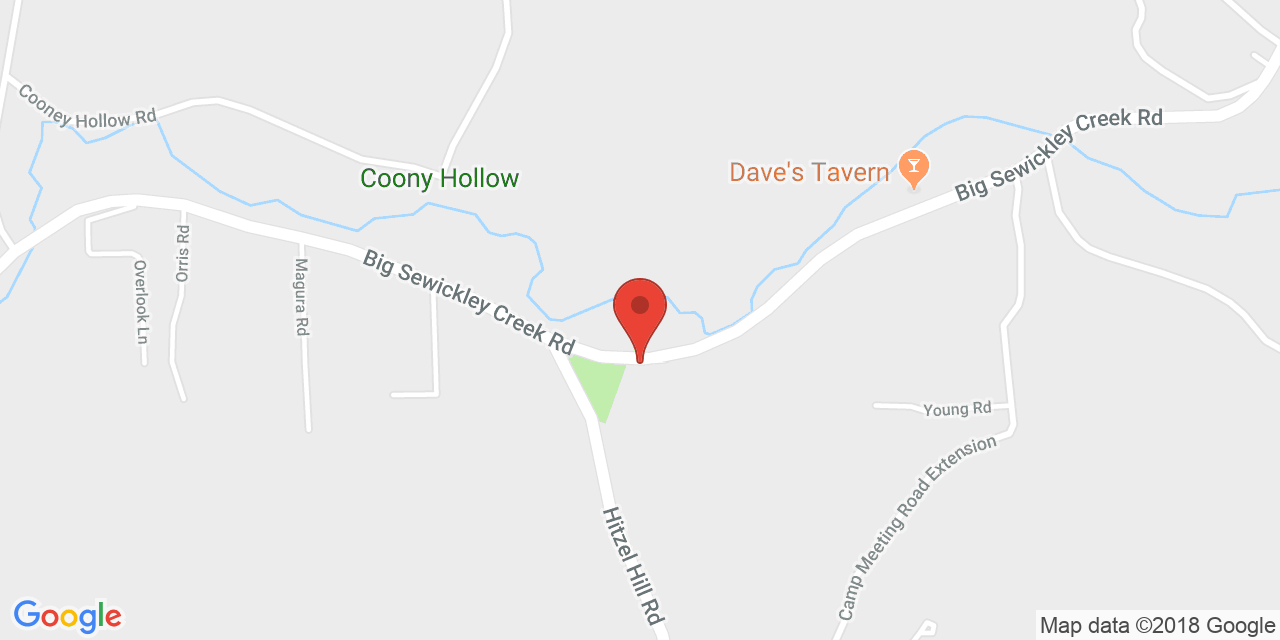 Cooney Hollow Rd
Big Sewickley Creek Rd
Dave's Tavern
Coony Hollow
Orris Rd
Overlook Ln
Magura Rd
Big Sewickley Creek Rd
Young Rd
Camp Meeting Road Extension
Hitzel Hill Rd
Google
Map data ©2018 Google